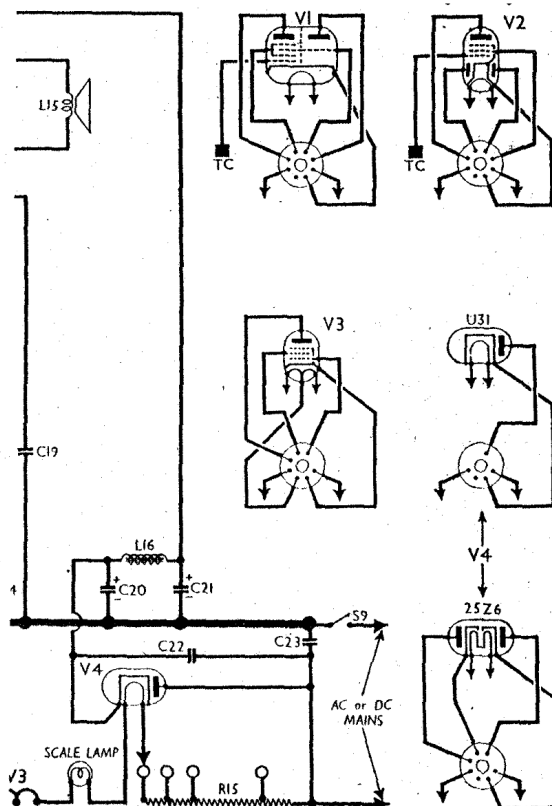 V1
V2
L15
TC
TC
V3
U31
C19
L16
+
C20
–
+
C21
–
V4
4
S9
C22
C23
V4
25Z6
AC or DC
MAINS
SCALE LAMP
V3
R15